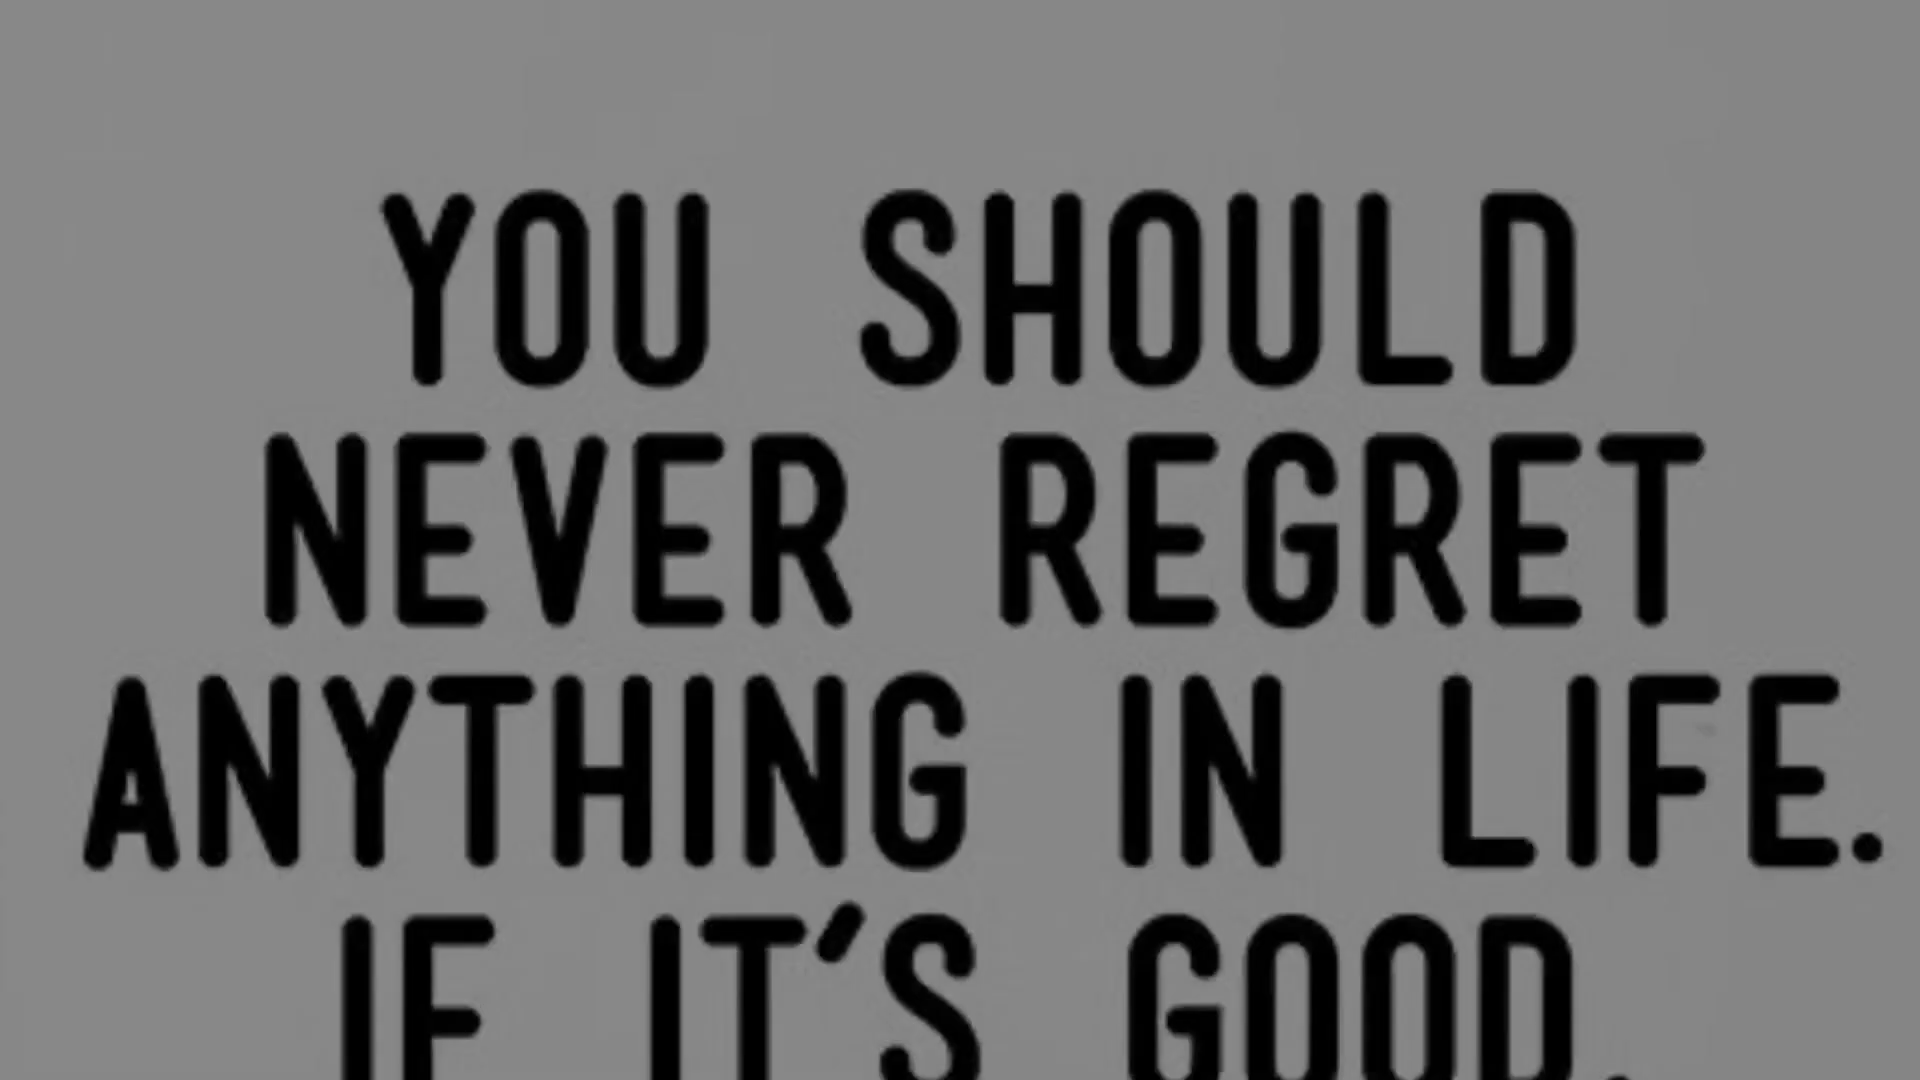 YOU SHOULD
NEVER REGRET
ANYTHING IN LIFE.
IF IT'S GOOD,